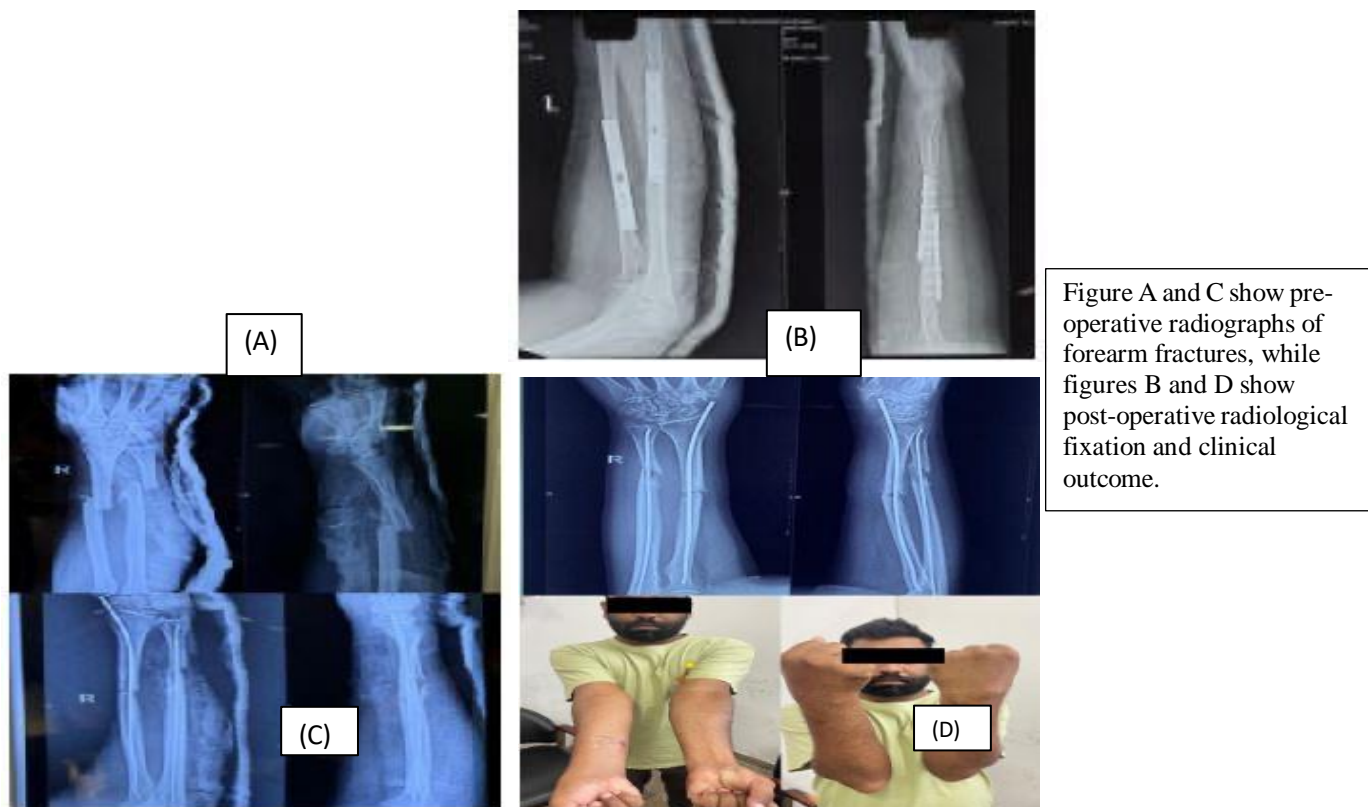 L
(A)
(B)
Figure A and C show pre-
operative radiographs of
forearm fractures, while
figures B and D show
post-operative radiological
fixation and clinical
outcome.
R
R
R
(C)
(D)